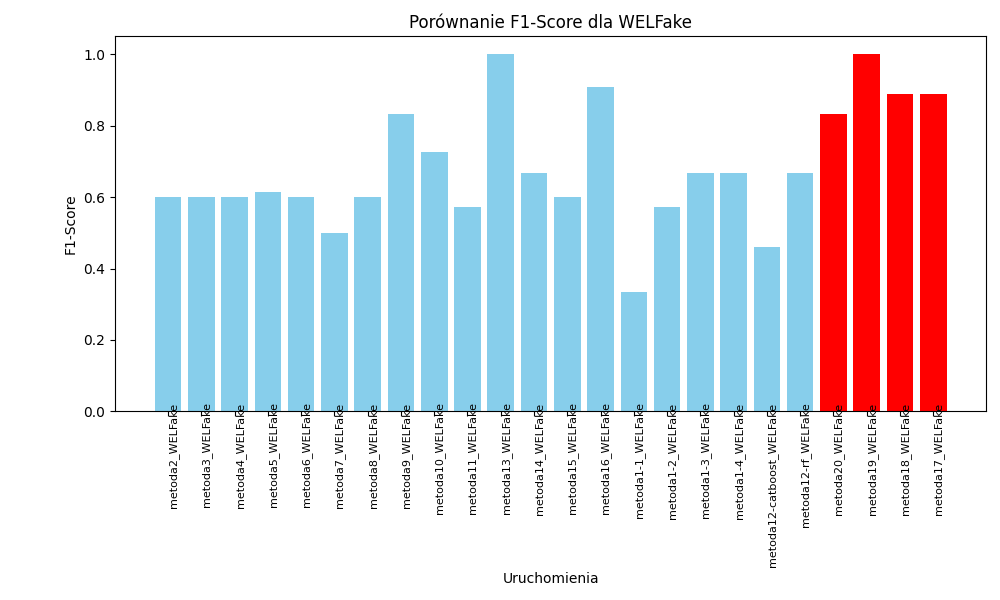 Porównanie F1-Score dla WELFake
F1-Score
1.0
0.8
0.6
0.4
0.2
0.0
metoda2_WELFake
metoda3_WELFake
metoda4_WELFake
metoda5_WELFake
metoda6_WELFake
metoda7_WELFake
metoda8_WELFake
metoda9_WELFake
metoda10_WELFake
metoda11_WELFake
metoda13_WELFake
metoda14_WELFake
metoda15_WELFake
metoda16_WELFake
metoda1-1_WELFake
metoda1-2_WELFake
metoda1-3_WELFake
metoda1-4_WELFake
metoda12-catboost_WELFake
metoda12-rf_WELFake
metoda20_WELFake
metoda19_WELFake
metoda18_WELFake
metoda17_WELFake
Uruchomienia